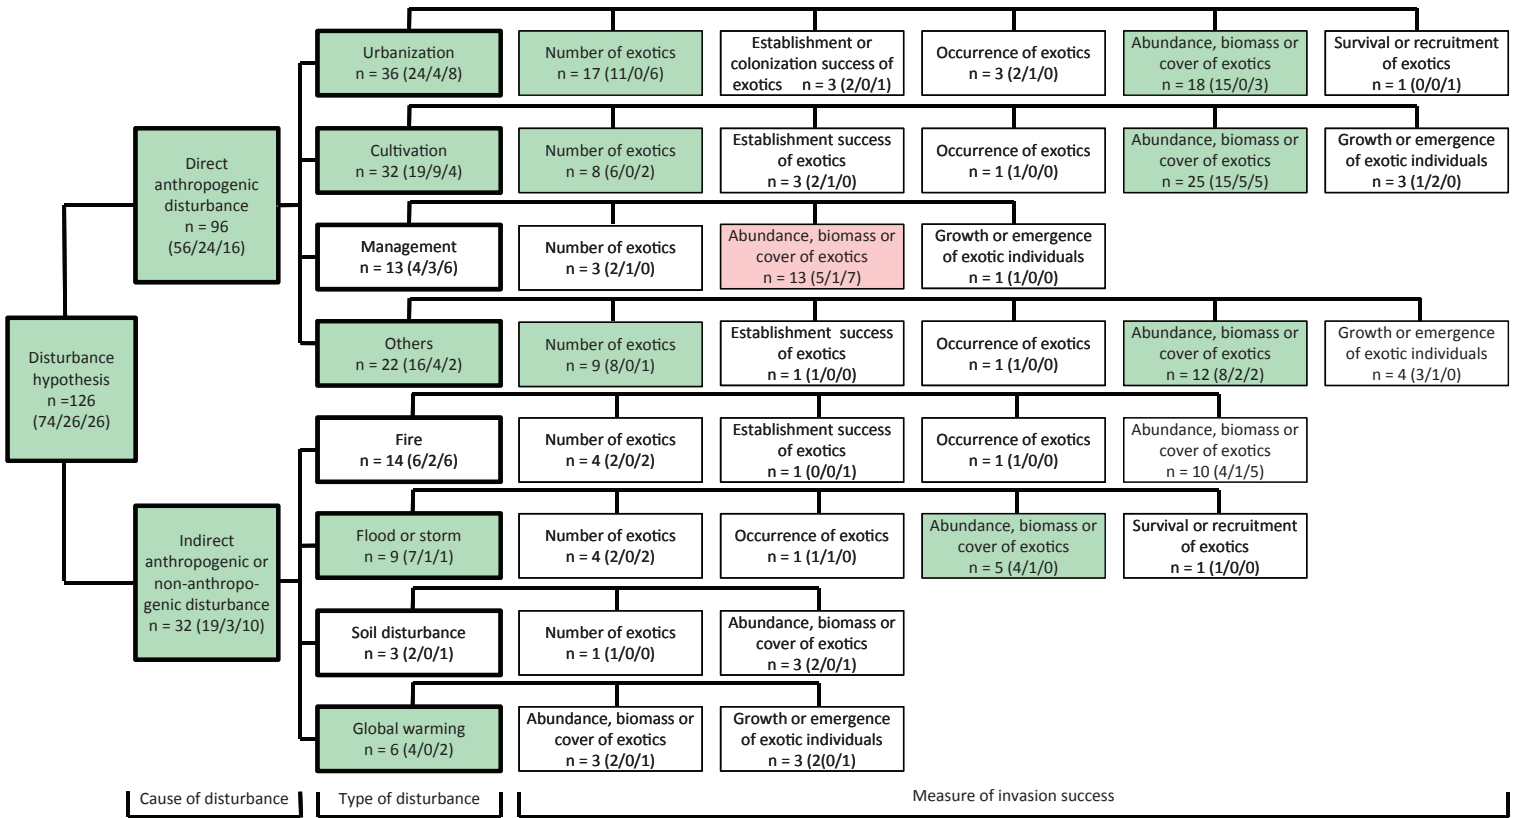 Urbanization
n = 36 (24/4/8)
Number of exotics
n = 17 (11/0/6)
Establishment or
colonization success of
exotics n = 3 (2/0/1)
Occurrence of exotics
n = 3 (2/1/0)
Abundance, biomass or
cover of exotics
n = 18 (15/0/3)
Survival or recruitment
of exotics
n = 1 (0/0/1)
Direct
anthropogenic
disturbance
n = 96
(56/24/16)
Cultivation
n = 32 (19/9/4)
Number of exotics
n = 8 (6/0/2)
Establishment success
of exotics
n = 3 (2/1/0)
Occurrence of exotics
n = 1 (1/0/0)
Abundance, biomass or
cover of exotics
n = 25 (15/5/5)
Growth or emergence
of exotic individuals
n = 3 (1/2/0)
Management
n = 13 (4/3/6)
Number of exotics
n = 3 (2/1/0)
Abundance, biomass or
cover of exotics
n = 13 (5/1/7)
Growth or emergence
of exotic individuals
n = 1 (1/0/0)
Others
n = 22 (16/4/2)
Number of exotics
n = 9 (8/0/1)
Establishment success
of exotics
n = 1 (1/0/0)
Occurrence of exotics
n = 1 (1/0/0)
Abundance, biomass or
cover of exotics
n = 12 (8/2/2)
Growth or emergence
of exotic individuals
n = 4 (3/1/0)
Disturbance
hypothesis
n =126
(74/26/26)
Fire
n = 14 (6/2/6)
Number of exotics
n = 4 (2/0/2)
Establishment success
of exotics
n = 1 (0/0/1)
Occurrence of exotics
n = 1 (1/0/0)
Abundance, biomass or
cover of exotics
n = 10 (4/1/5)
Indirect
anthropogenic or
non-anthropo-
genic disturbance
n = 32 (19/3/10)
Flood or storm
n = 9 (7/1/1)
Number of exotics
n = 4 (2/0/2)
Occurrence of exotics
n = 1 (1/1/0)
Abundance, biomass or
cover of exotics
n = 5 (4/1/0)
Survival or recruitment
of exotics
n = 1 (1/0/0)
Soil disturbance
n = 3 (2/0/1)
Number of exotics
n = 1 (1/0/0)
Abundance, biomass or
cover of exotics
n = 3 (2/0/1)
Global warming
n = 6 (4/0/2)
Abundance, biomass or
cover of exotics
n = 3 (2/0/1)
Growth or emergence
of exotic individuals
n = 3 (2(0/1)
Cause of disturbance
Type of disturbance
Measure of invasion success